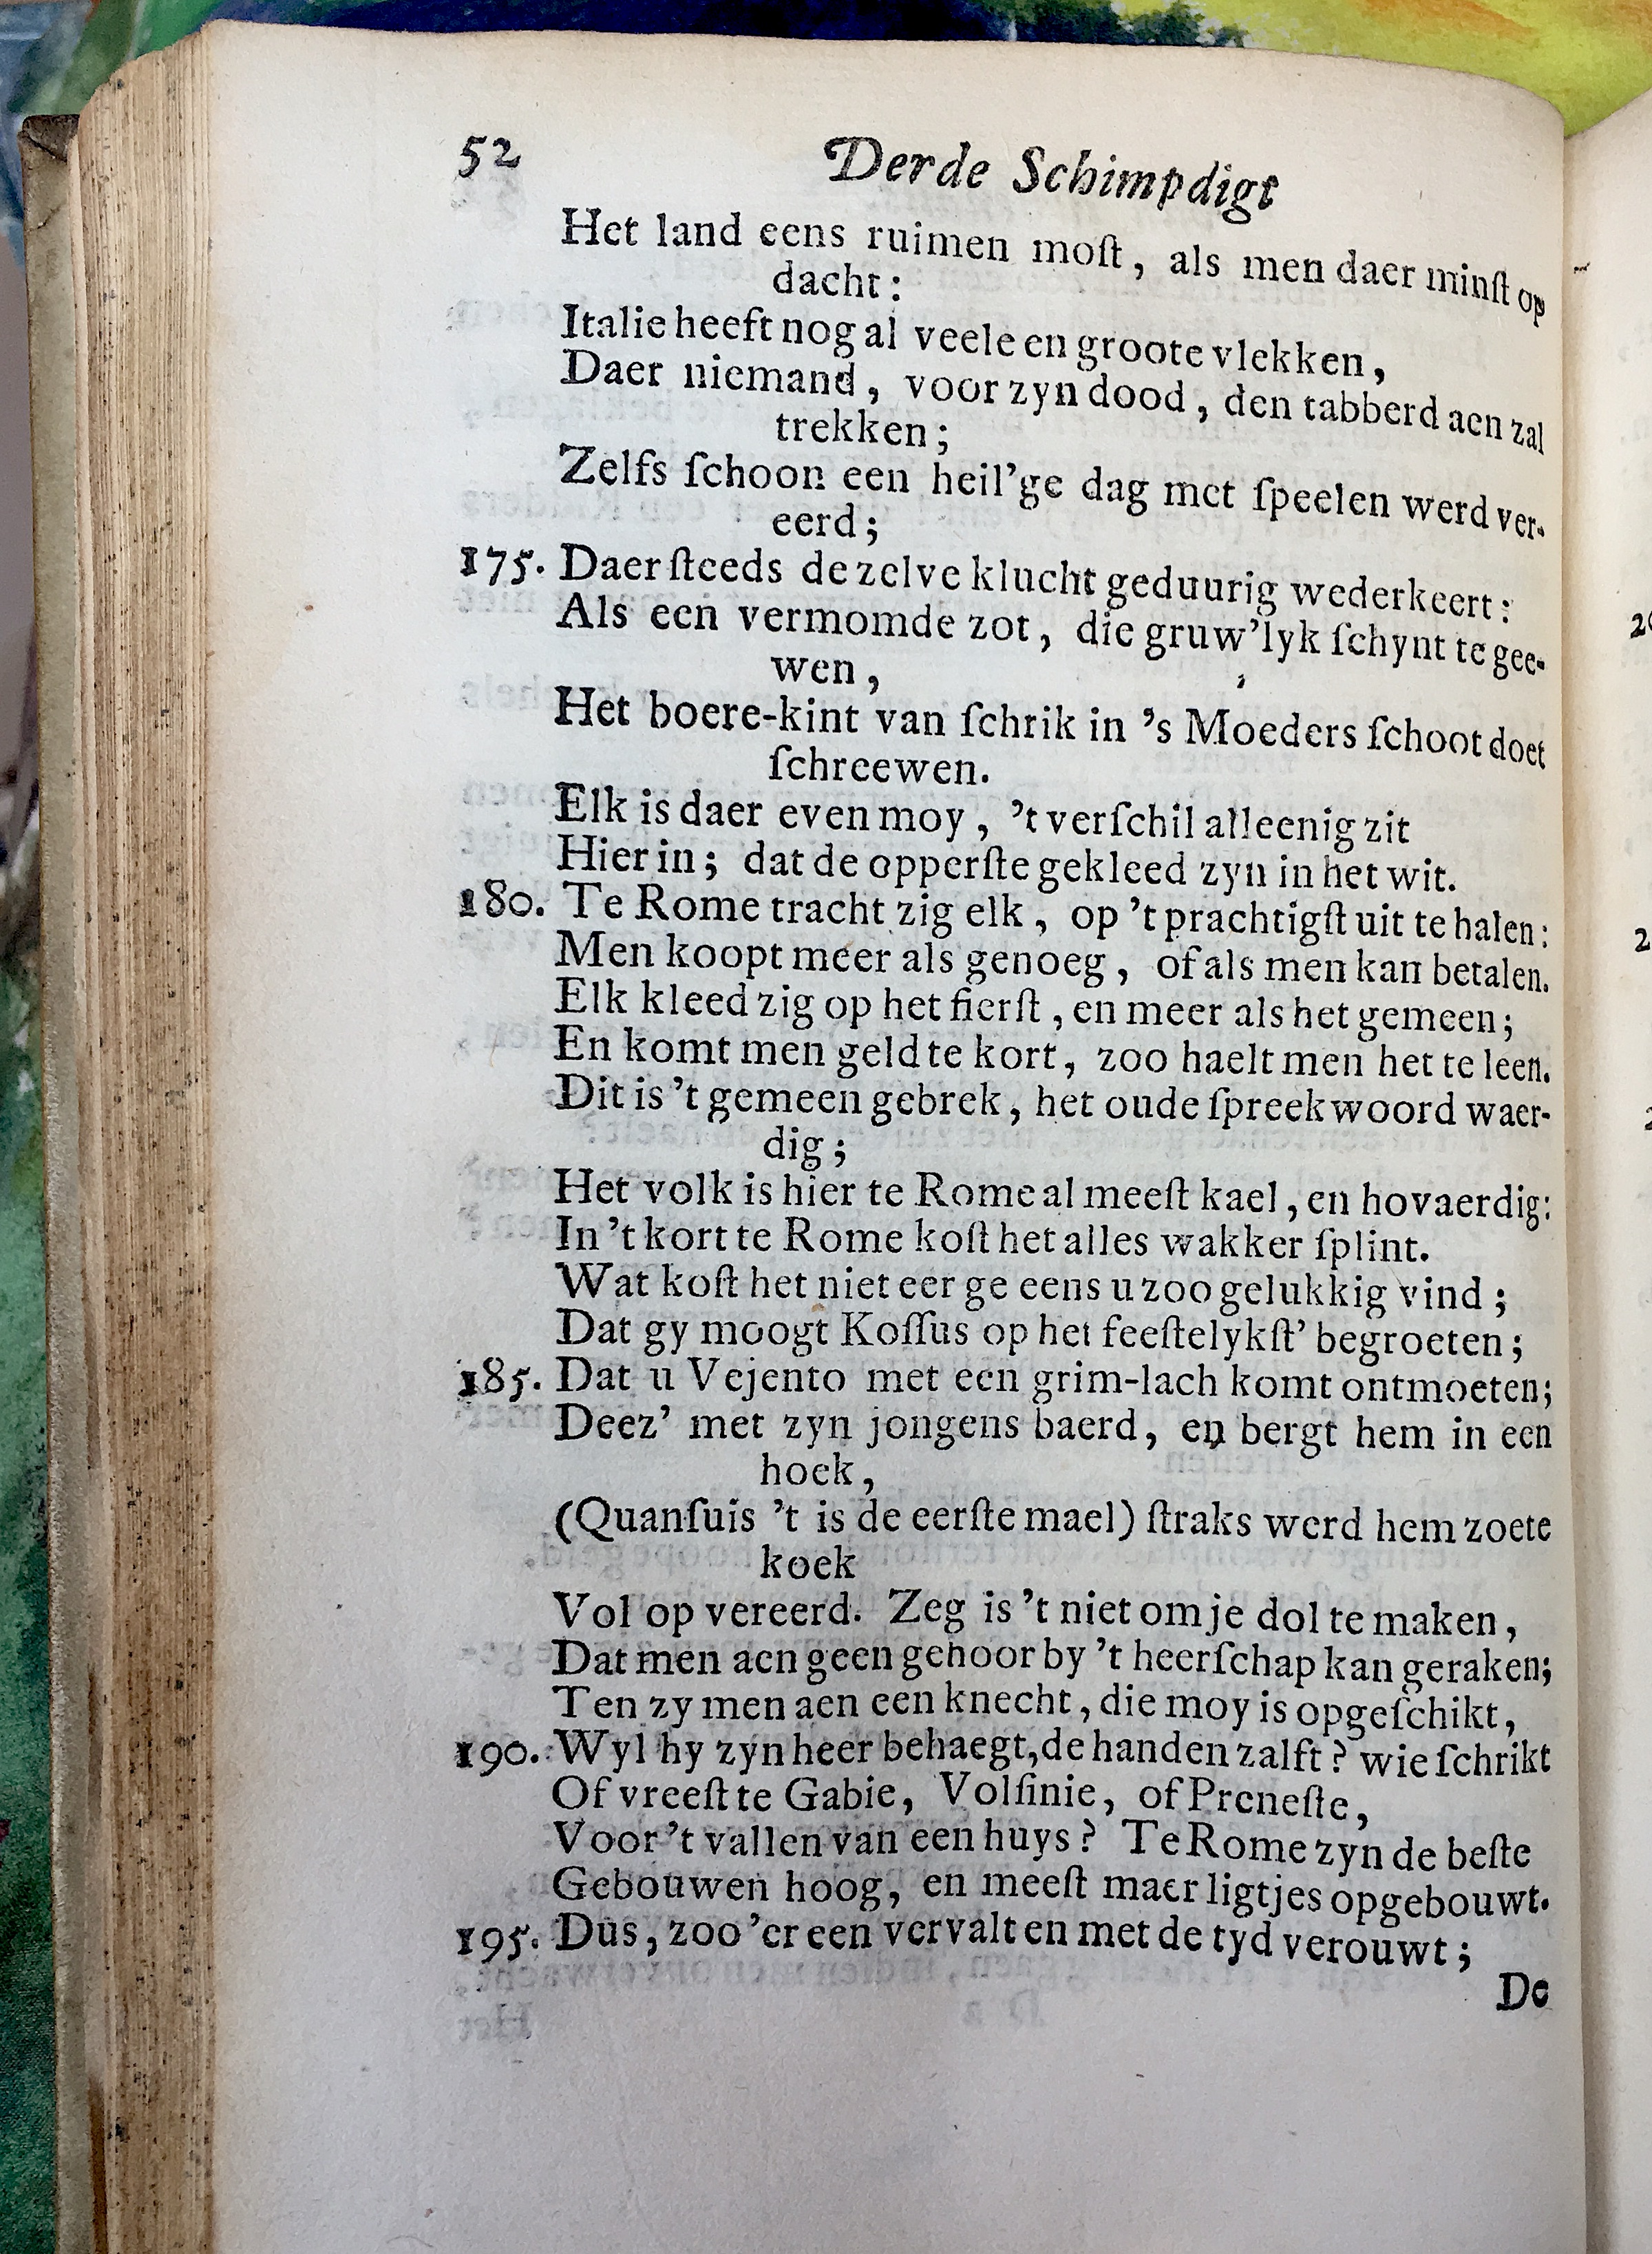 52 Derde Schimpdigt
Het land eens ruimen moſt, als men daer minſt op
dacht:
Italie heeft nog al veele en groote vlekken,
Daer niemand, voor zyn dood, den tabberd aen zal
trekken;
Zelfs ſchoon een heil'ge dag met ſpeelen werd ver-
eerd;
175. Daer ſteeds de zelve klucht geduurig wederkeert:
Als een vermomde zot, die gruw'lyk ſchynt te gee-
wen,
Het boere-kint van ſchrik in 's Moeders ſchoot doet
ſchreewen.
Elk is daer even moy, 't verſchil alleenig zit
Hier in; dat de opperſte gekleed zyn in het wit.
180. Te Rome tracht zig elk, op 't prachtigſt uit te halen:
Men koopt meer als genoeg, of als men kan betalen.
Elk kleed zig op het fierſt, en meer als het gemeen;
En komt men geld te kort, zoo haelt men het te leen.
Dit is 't gemeen gebrek, het oude ſpreekwoord waer-
dig;
Het volk is hier te Rome al meeſt kael, en hovaerdig:
In 't kort te Rome koſt het alles wakker ſplint.
Wat koſt het niet eer ge eens u zoo gelukkig vind;
Dat gy moogt Koſſus op het feeſtelykſt' begroeten;
185. Dat u Vejento met een grim-lach komt ontmoeten;
Deez' met zyn jongens baerd, en bergt hem in een
hoek,
(Quanſuis 't is de eerſte mael) ſtraks werd hem zoete
koek
Vol op vereerd. Zeg is 't niet om je dol te maken,
Dat men aen geen gehoor by 't heerſchap kan geraken;
Ten zy men aen een knecht, die moy is opgeſchikt,
190. Wyl hy zyn heer behaegt, de handen zalft? wie ſchrikt
Of vreeſt te Gabie, Volſinie, of Preneſte,
Voor 't vallen van een huys? Te Rome zyn de beſte
Gebouwen hoog, en meeſt maer ligtjes opgebouwt.
195. Dus, zoo 'er een vervalt en met de tyd verouwt;
De